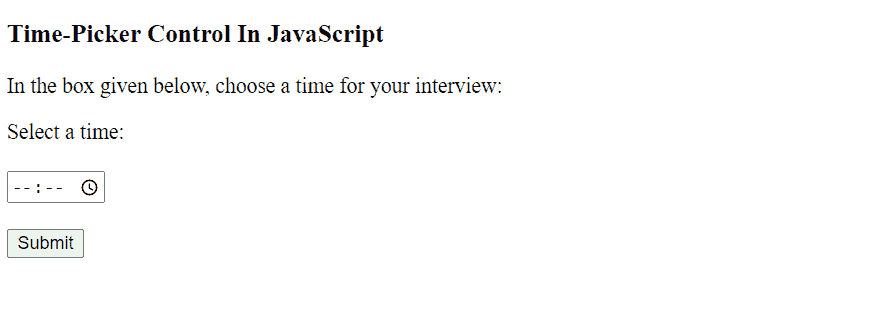 Time-Picker Control In JavaScript
In the box given below, choose a time for your interview:
Select a time:
--:--
Submit